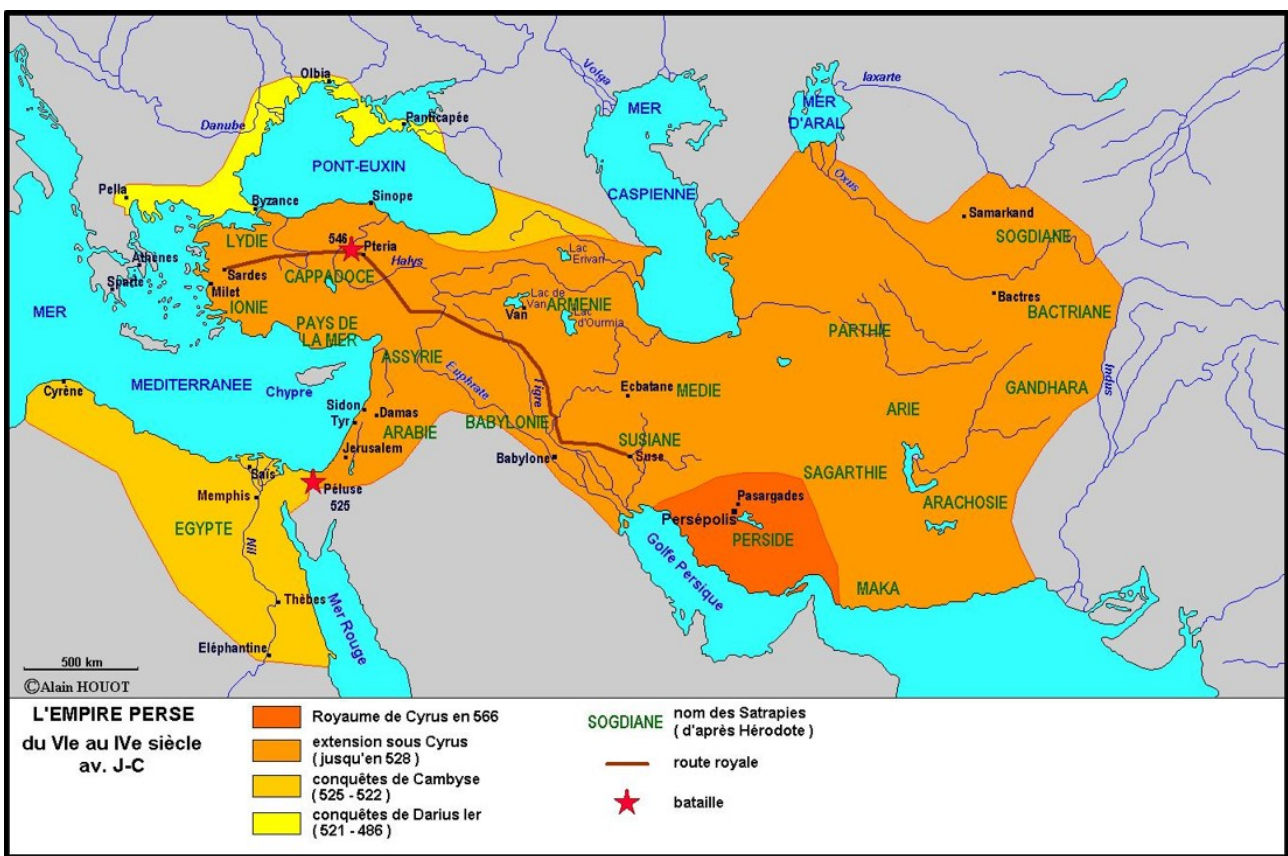 Olbia
Volga
Iaxarte
MER
MER
D'ARAL
Danube
Panticapée
PONT-EUXIN
Oxus
Pella
Byzance
Sinope
CASPIENNE
Samarkand
SOGDIANE
LYDIE
546
Pteria
Halys
Lac
Erivan
Athènes
Sardes
CAPPADOCE
Sparte
Milet
IONIE
Lac de
Van
Van
ARMENIE
Lac
d'Ourmia
Bactres
BACTRIANE
MER
PAYS DE
LA MER
PARTHIE
ASSYRIE
MEDITERRANEE
Chypre
Euphrate
Tigre
Ecbatane
MEDIE
GANDHARA
Indus
Cyrène
Sidon
Tyr
Damas
ARABIE
BABYLONIE
ARIE
Jerusalem
Babylone
SUSIANE
Suse
SAGARTHIE
Saïs
Memphis
Péluse
525
Pasargades
Persépolis
PERSIDE
ARACHOSIE
EGYPTE
Nil
Golfe Persique
MAKA
Thèbes
Mer Rouge
Eléphantine
500 km
©Alain HOUOT
L'EMPIRE PERSE
du VIe au IVe siècle
av. J-C
Royaume de Cyrus en 566
extension sous Cyrus
(jusqu'en 528)
conquêtes de Cambyse
(525 - 522)
conquêtes de Darius Ier
(521 - 486)
SOGDIANE
nom des Satrapies
( d'après Hérodote )
route royale
bataille